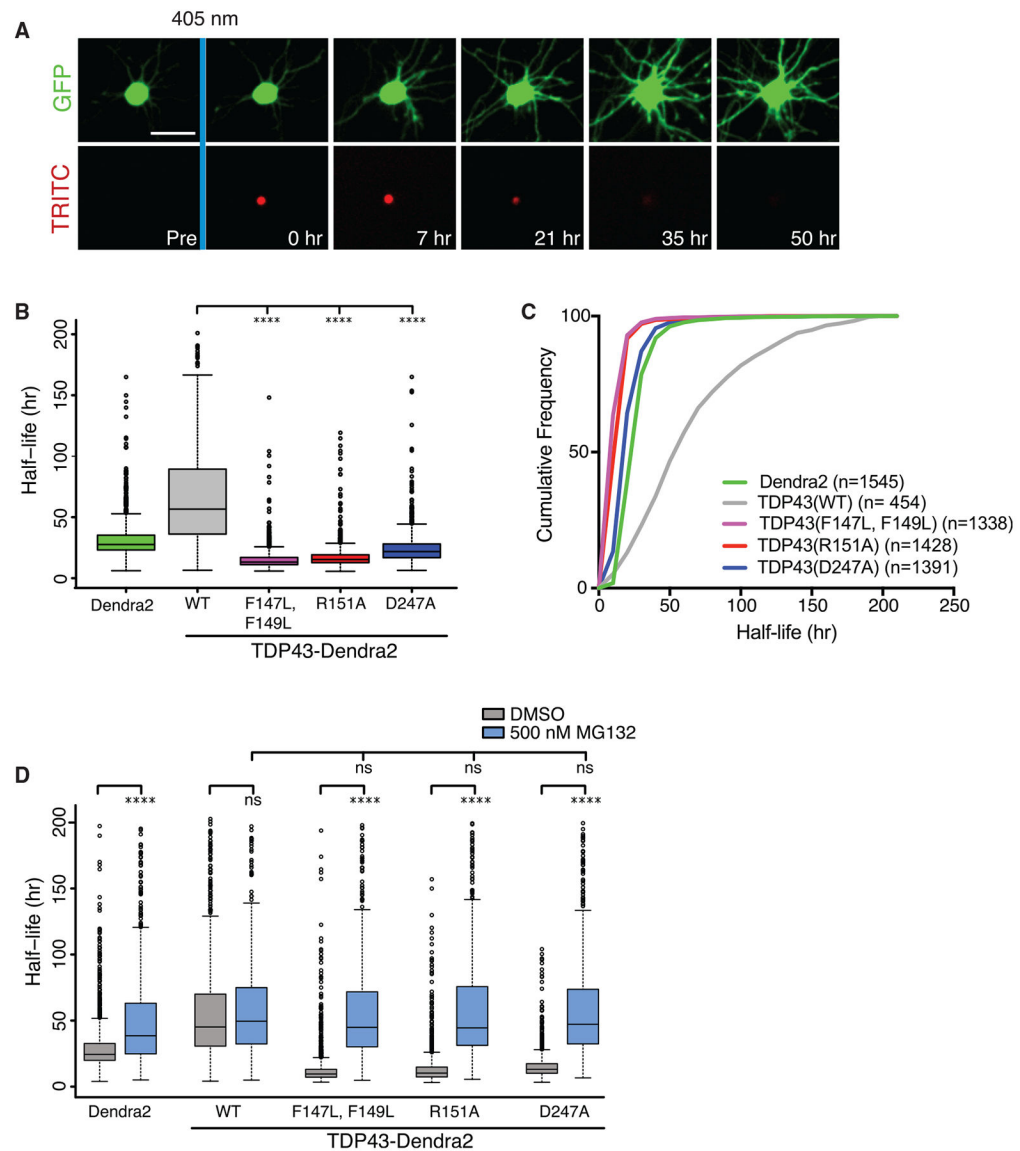 405 nm
A
GFP
TRITC
Pre
0 hr
7 hr
21 hr
35 hr
50 hr
B
**** **** ****
Half−life (hr)
200
150
100
50
0
Dendra2
WT
F147L,
F149L
R151A
D247A
TDP43-Dendra2
C
Cumulative Frequency
100
50
0
0 50 100 150 200 250
Half-life (hr)
Dendra2 (n=1545)
TDP43(WT) (n= 454)
TDP43(F147L, F149L) (n=1338)
TDP43(R151A) (n=1428)
TDP43(D247A) (n=1391)
DMSO
500 nM MG132
D
ns ns ns
**** ns **** **** ****
Half−life (hr)
200
150
100
50
0
Dendra2 WT F147L, F149L R151A D247A
TDP43-Dendra2